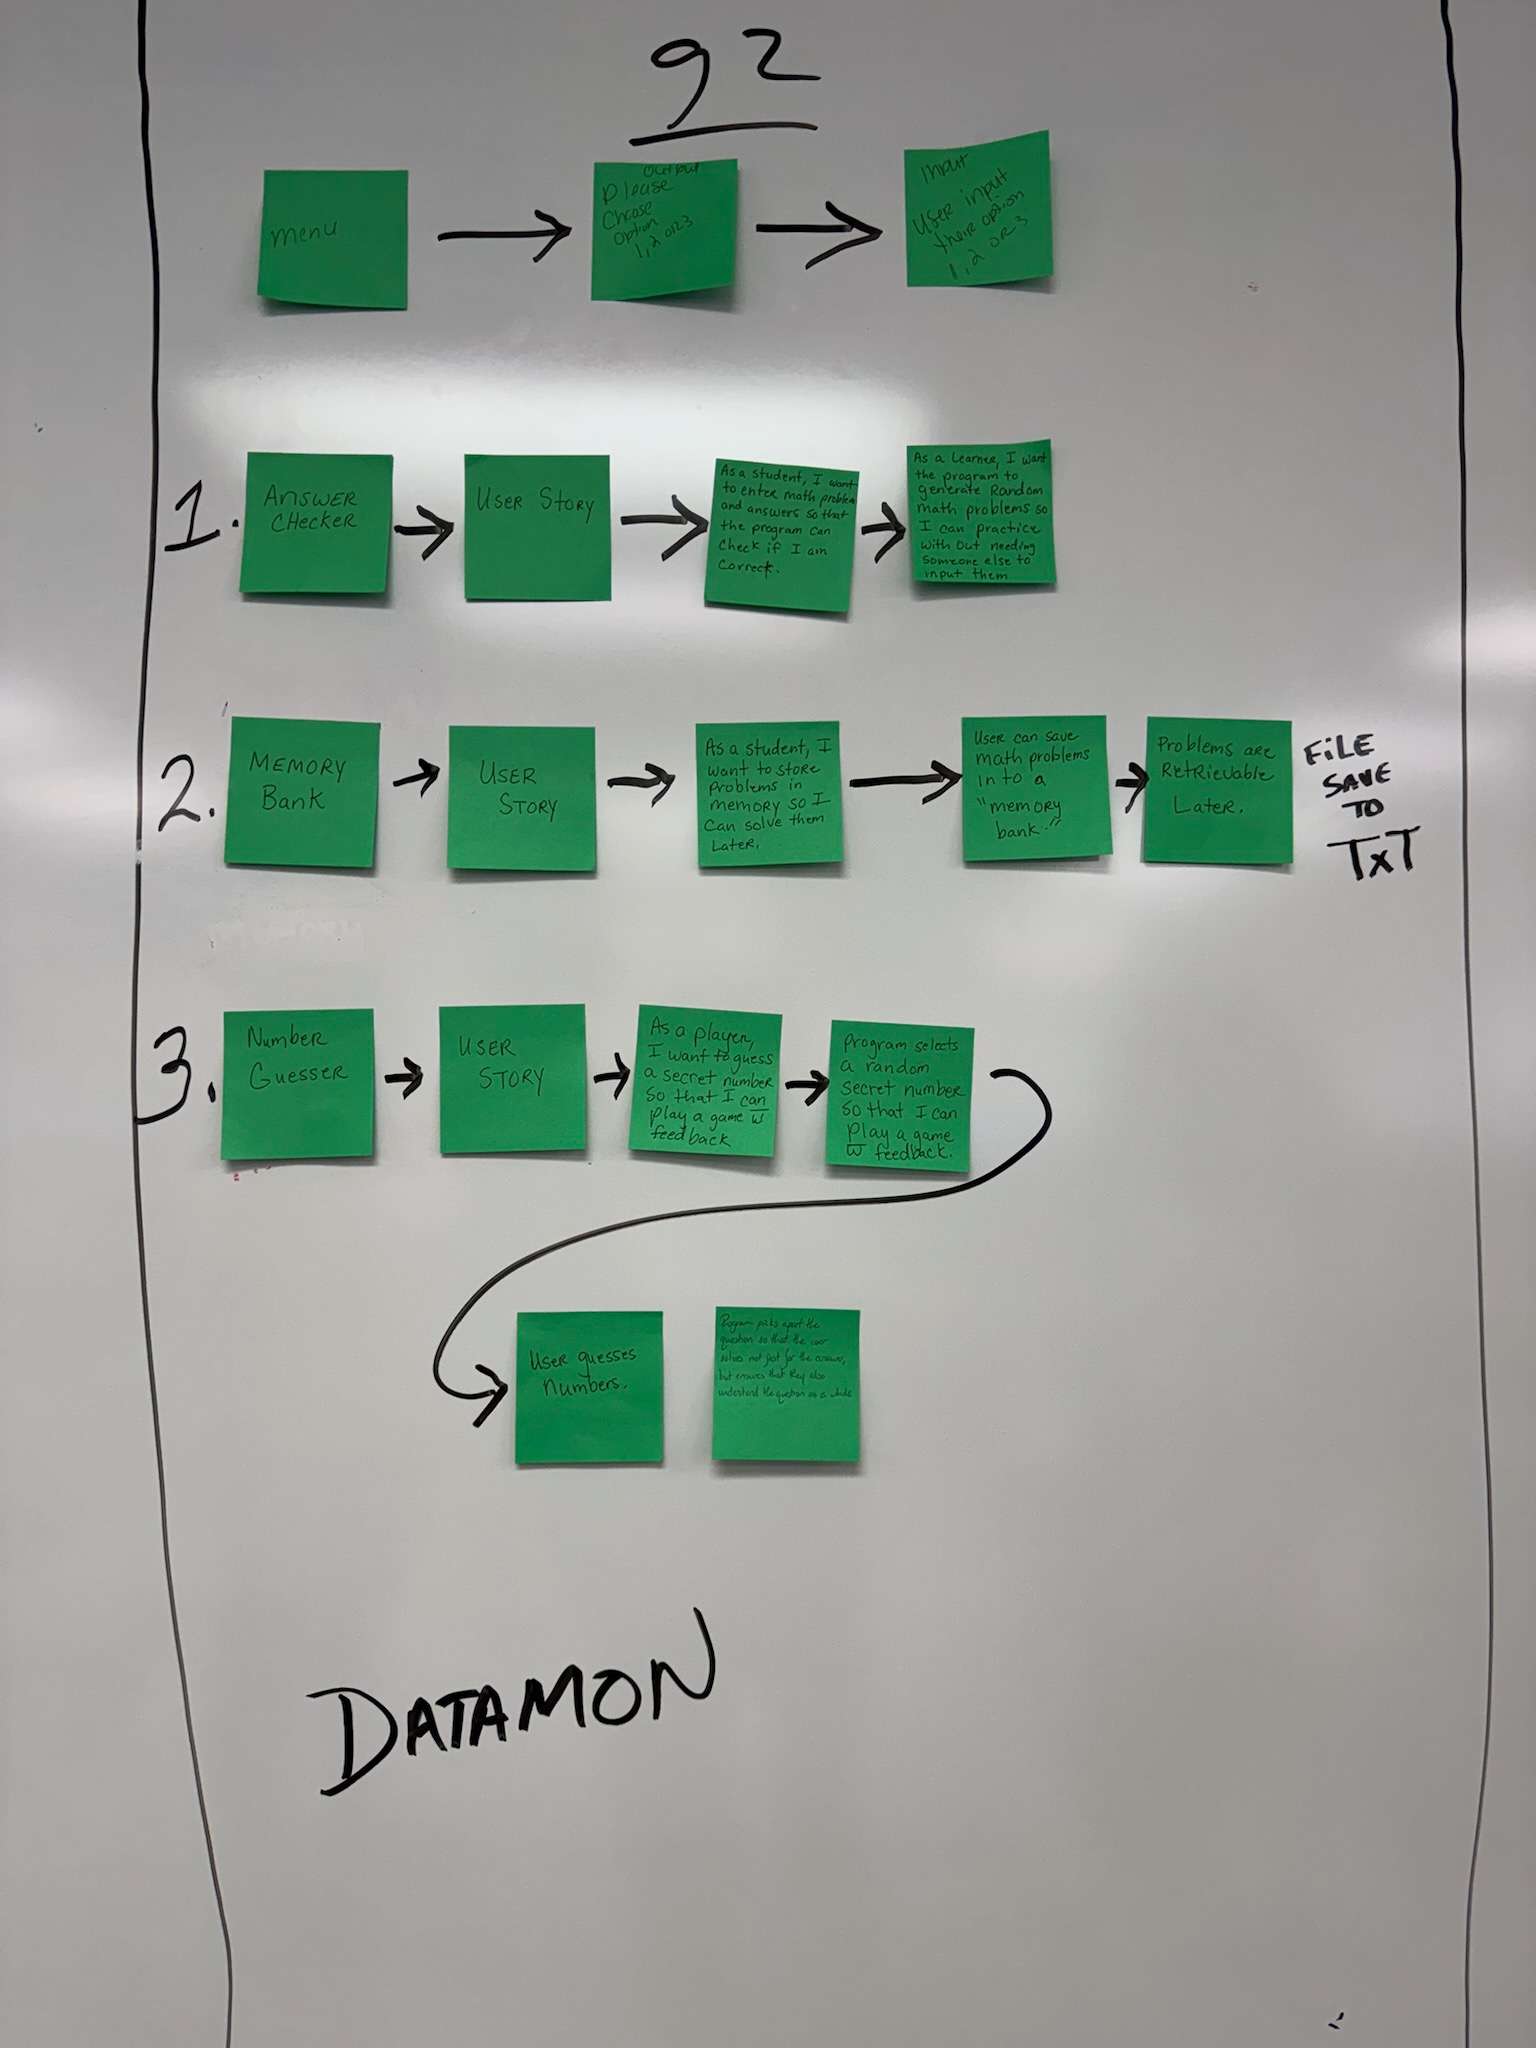 92
menu
output
Please
Choose
option
1, 2 or 3
Input
User input
their option
1, 2 or 3
1.
ANSWER
CHECKER
USER STORY
As a student, I want
to enter math problem
and answers so that
the program can
check if I am
correct.
As a Learner, I want
the program to
generate Random
math problems so
I can practice
with out needing
someone else to
input them
2.
MEMORY
Bank
USER
STORY
As a student, I
want to store
problems in
memory so I
can solve them
Later.
User can save
math problems
in to a
"memory
bank."
Problems are
Retrievable
Later.
FiLE
SAVE
TO
TxT
3.
Number
Guesser
USER
STORY
As a player,
I want to guess
a secret number
so that I can
play a game w
feedback
Program selects
a random
secret number
so that I can
play a game
w feedback.
User guesses
numbers.
Program picks apart the
question so that the user
solves not just for the answer,
but ensures that they also
understand the question as a whole
DATAMON